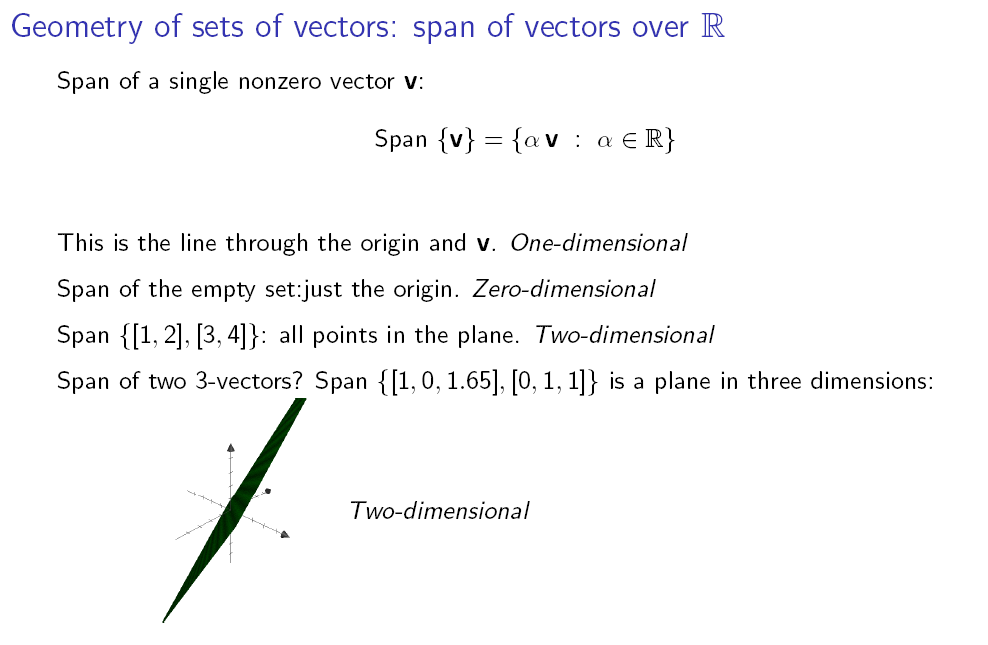 Geometry of sets of vectors: span of vectors over ℝ
Span of a single nonzero vector v:
Span {v} = {α v : α ∈ ℝ}
This is the line through the origin and v. One-dimensional
Span of the empty set:just the origin. Zero-dimensional
Span {[1, 2], [3, 4]}: all points in the plane. Two-dimensional
Span of two 3-vectors? Span {[1, 0, 1.65], [0, 1, 1]} is a plane in three dimensions:
Two-dimensional